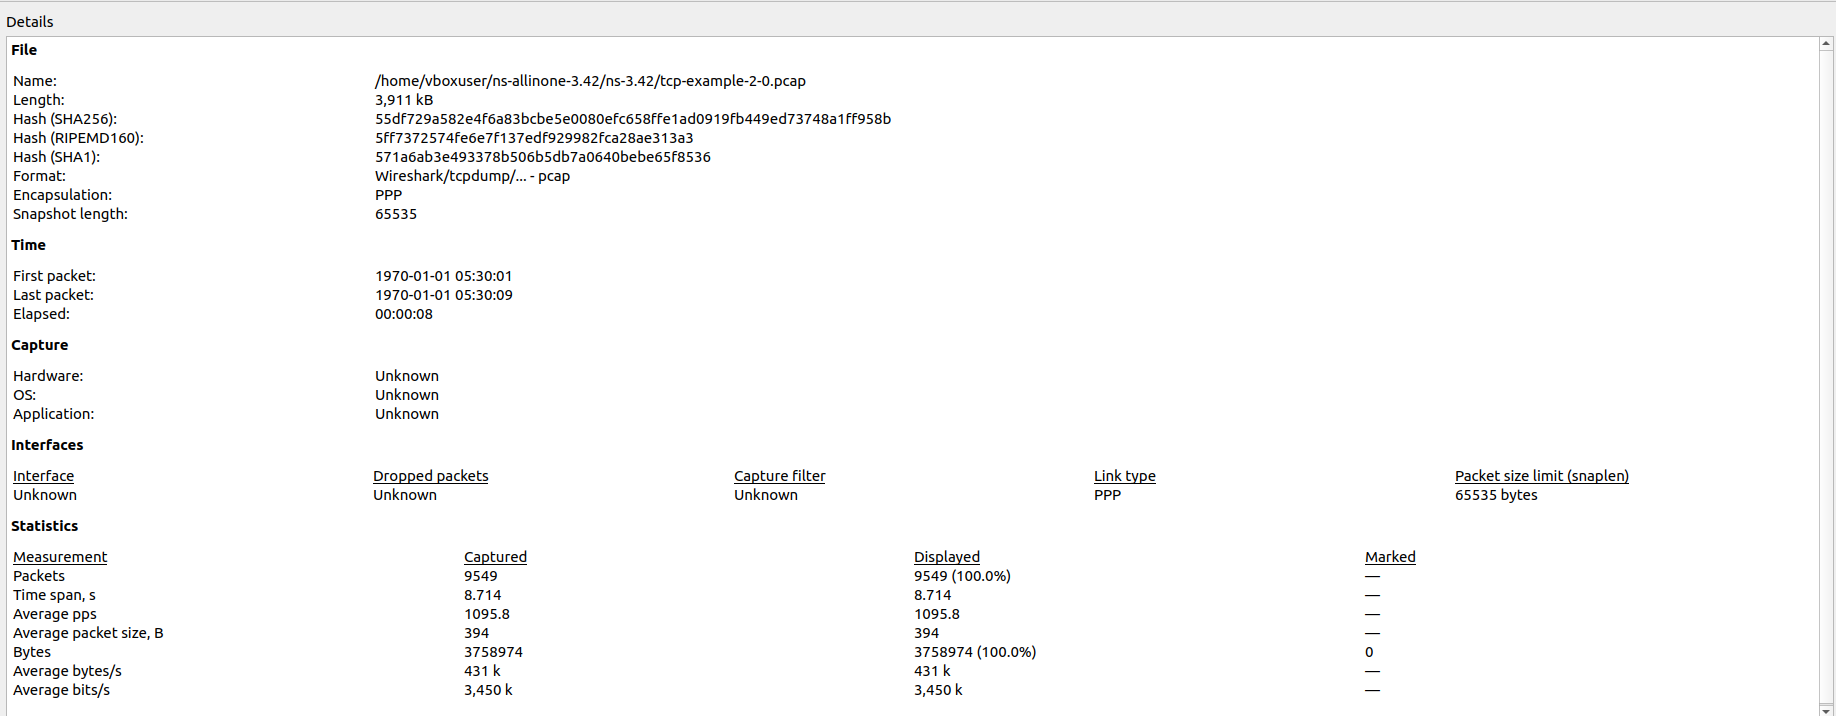 Details
File
Name: /home/vboxuser/ns-allinone-3.42/ns-3.42/tcp-example-2-0.pcap
Length: 3,911 kB
Hash (SHA256): 55df729a582e4f6a83bcbe5e0080efc658ffe1ad0919fb449ed73748a1ff958b
Hash (RIPEMD160): 5ff7372574fe6e7f137edf929982fca28ae313a3
Hash (SHA1): 571a6ab3e493378b506b5db7a0640bebe65f8536
Format: Wireshark/tcpdump/... - pcap
Encapsulation: PPP
Snapshot length: 65535
Time
First packet: 1970-01-01 05:30:01
Last packet: 1970-01-01 05:30:09
Elapsed: 00:00:08
Capture
Hardware: Unknown
OS: Unknown
Application: Unknown
Interfaces
Interface Dropped packets Capture filter Link type Packet size limit (snaplen)
Unknown Unknown Unknown PPP 65535 bytes
Statistics
Measurement Captured Displayed Marked
Packets 9549 9549 (100.0%) —
Time span, s 8.714 8.714 —
Average pps 1095.8 1095.8 —
Average packet size, B 394 394 —
Bytes 3758974 3758974 (100.0%) 0
Average bytes/s 431 k 431 k —
Average bits/s 3,450 k 3,450 k —